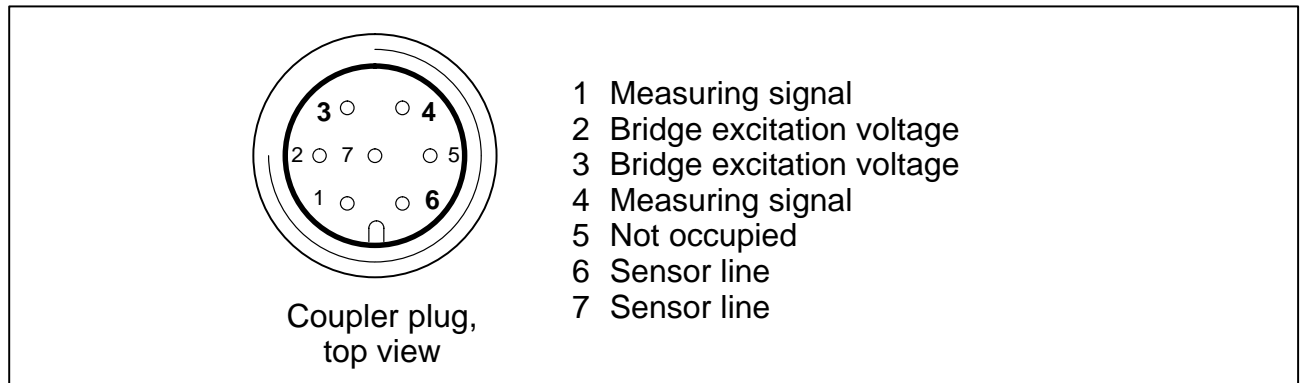 3 4
2 7 5
1 6
Coupler plug,
top view
1 Measuring signal
2 Bridge excitation voltage
3 Bridge excitation voltage
4 Measuring signal
5 Not occupied
6 Sensor line
7 Sensor line